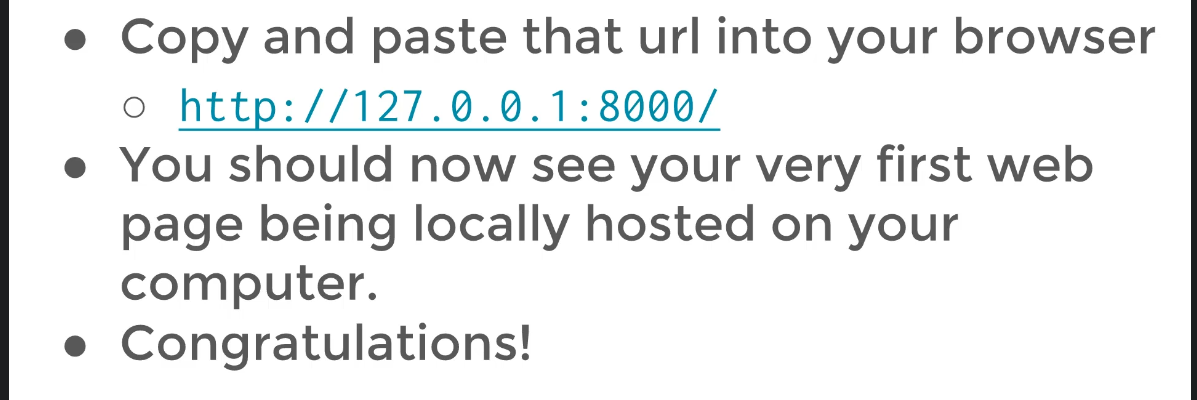 ● Copy and paste that url into your browser
○ http://127.0.0.1:8000/
● You should now see your very first web
page being locally hosted on your
computer.
● Congratulations!